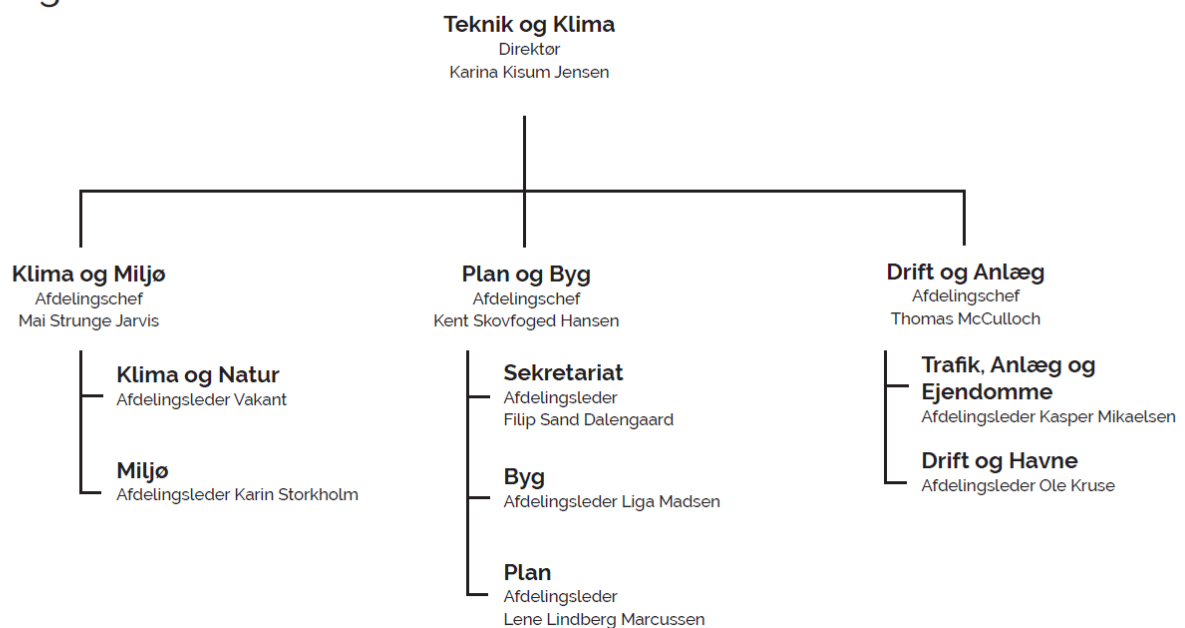 Teknik og Klima
Direktør
Karina Kisum Jensen
Klima og Miljø
Afdelingschef
Mai Strunge Jarvis
Klima og Natur
Afdelingsleder Vakant
Miljø
Afdelingsleder Karin Storkholm
Plan og Byg
Afdelingschef
Kent Skovfoged Hansen
Sekretariat
Afdelingsleder
Filip Sand Dalengaard
Byg
Afdelingsleder Liga Madsen
Plan
Afdelingsleder
Lene Lindberg Marcussen
Drift og Anlæg
Afdelingschef
Thomas McCulloch
Trafik, Anlæg og
Ejendomme
Afdelingsleder Kasper Mikaelsen
Drift og Havne
Afdelingsleder Ole Kruse